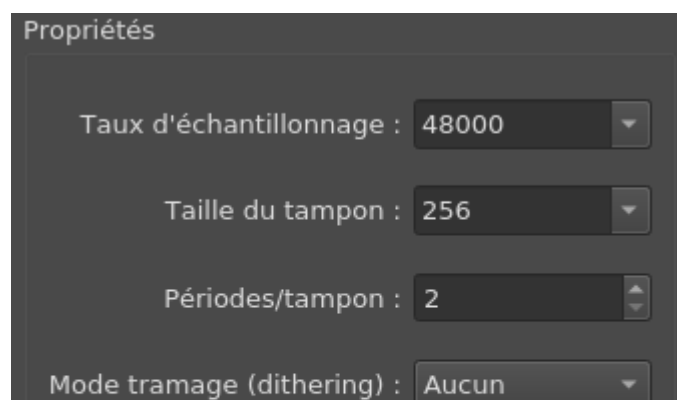 Propriétés
Taux d'échantillonnage : 48000
Taille du tampon : 256
Périodes/tampon : 2
Mode tramage (dithering) : Aucun